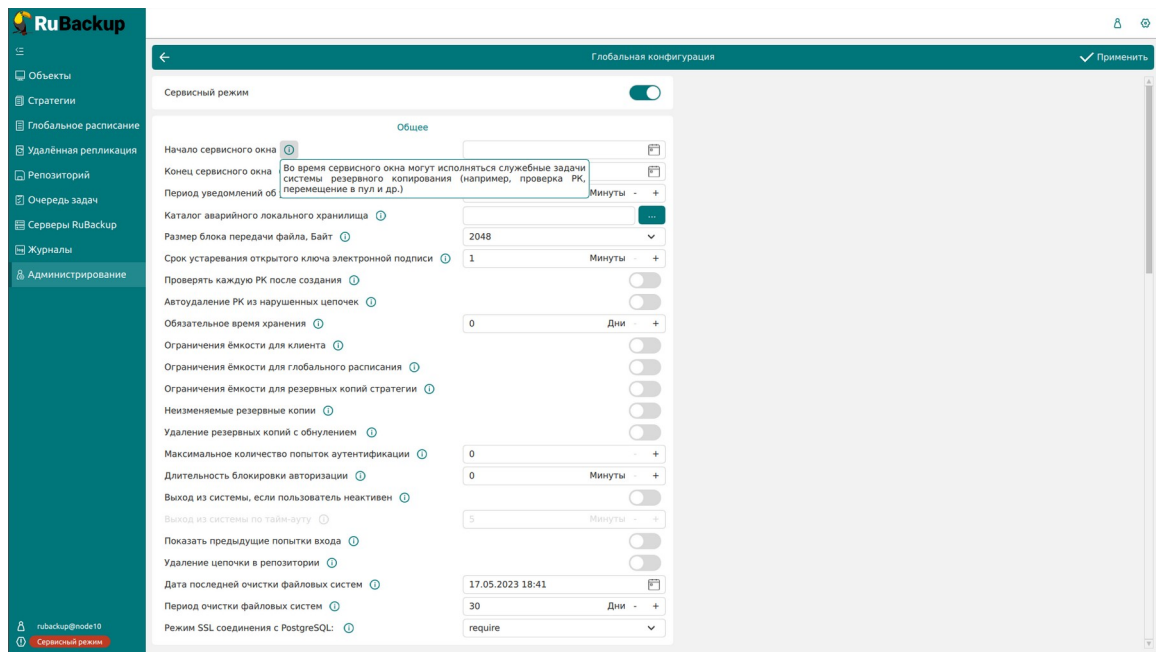 RuBackup
Глобальная конфигурация
Применить
Объекты
Стратегии
Глобальное расписание
Удалённая репликация
Репозиторий
Очередь задач
Серверы RuBackup
Журналы
Администрирование
rubackup@node10
Сервисный режим
Сервисный режим
Общее
Начало сервисного окна
Во время сервисного окна могут исполняться служебные задачи
системы резервного копирования (например, проверка РК,
перемещение в пул и др.)
Конец сервисного окна
Период уведомлений об
Минуты - +
Каталог аварийного локального хранилища ...
Размер блока передачи файла, Байт 2048
Срок устаревания открытого ключа электронной подписи 1 Минуты - +
Проверять каждую РК после создания
Автоудаление РК из нарушенных цепочек
Обязательное время хранения 0 Дни - +
Ограничения ёмкости для клиента
Ограничения ёмкости для глобального расписания
Ограничения ёмкости для резервных копий стратегии
Неизменяемые резервные копии
Удаление резервных копий с обнулением
Максимальное количество попыток аутентификации 0 - +
Длительность блокировки авторизации 0 Минуты - +
Выход из системы, если пользователь неактивен
Выход из системы по тайм-ауту 5 Минуты - +
Показать предыдущие попытки входа
Удаление цепочки в репозитории
Дата последней очистки файловых систем 17.05.2023 18:41
Период очистки файловых систем 30 Дни - +
Режим SSL соединения с PostgreSQL: require